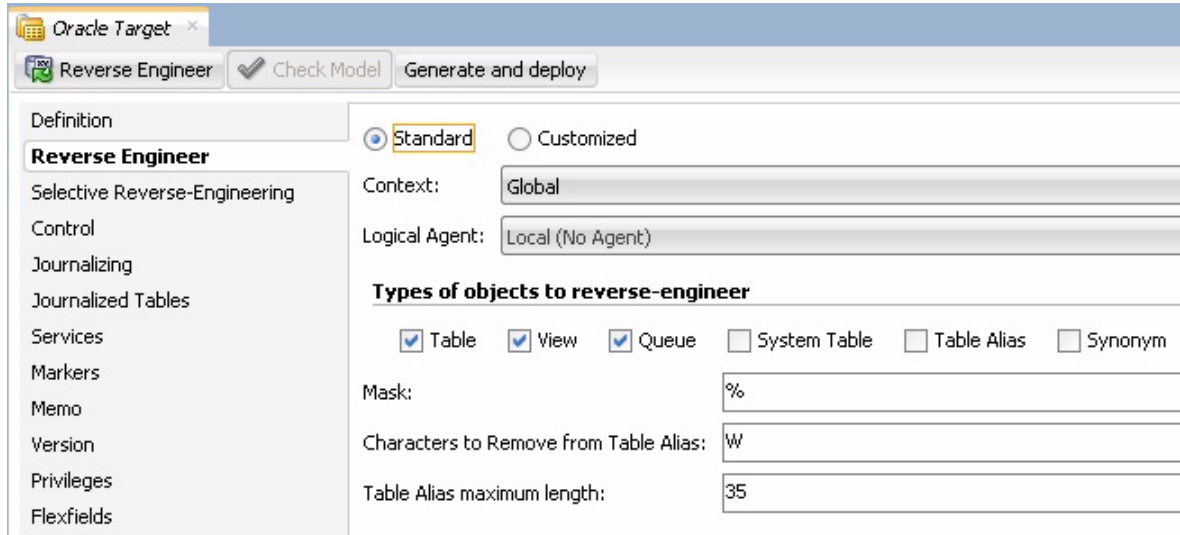 Oracle Target
Reverse Engineer Check Model Generate and deploy
Definition
Reverse Engineer
Selective Reverse-Engineering
Control
Journalizing
Journalized Tables
Services
Markers
Memo
Version
Privileges
Flexfields
Standard Customized
Context: Global
Logical Agent: Local (No Agent)
Types of objects to reverse-engineer
Table View Queue System Table Table Alias Synonym
Mask: %
Characters to Remove from Table Alias: W
Table Alias maximum length: 35